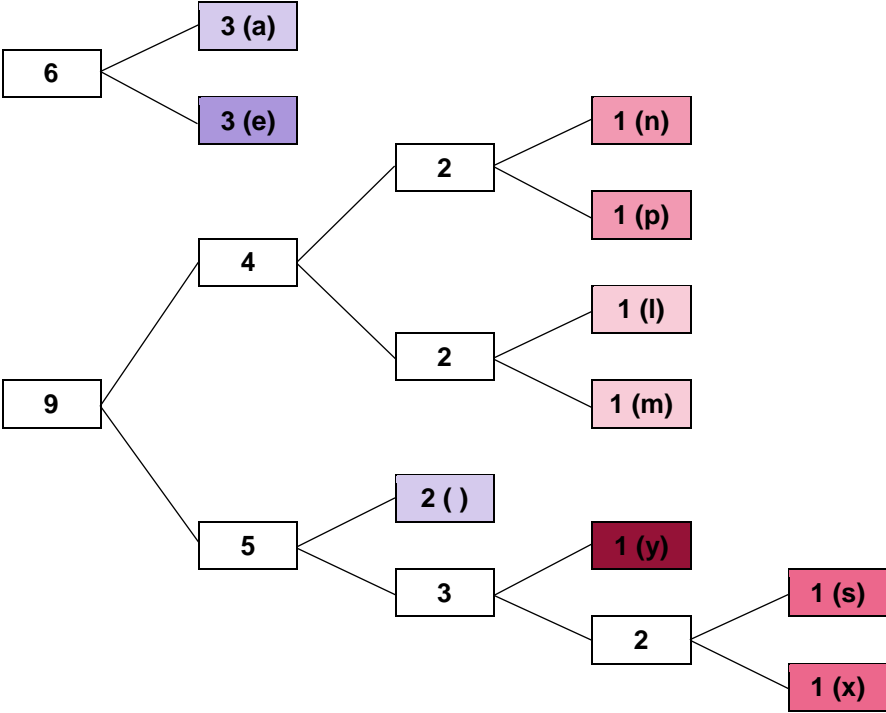 3 (a)
6
3 (e)
1 (n)
2
1 (p)
4
1 (l)
2
1 (m)
9
2 ( )
5
1 (y)
3
1 (s)
2
1 (x)